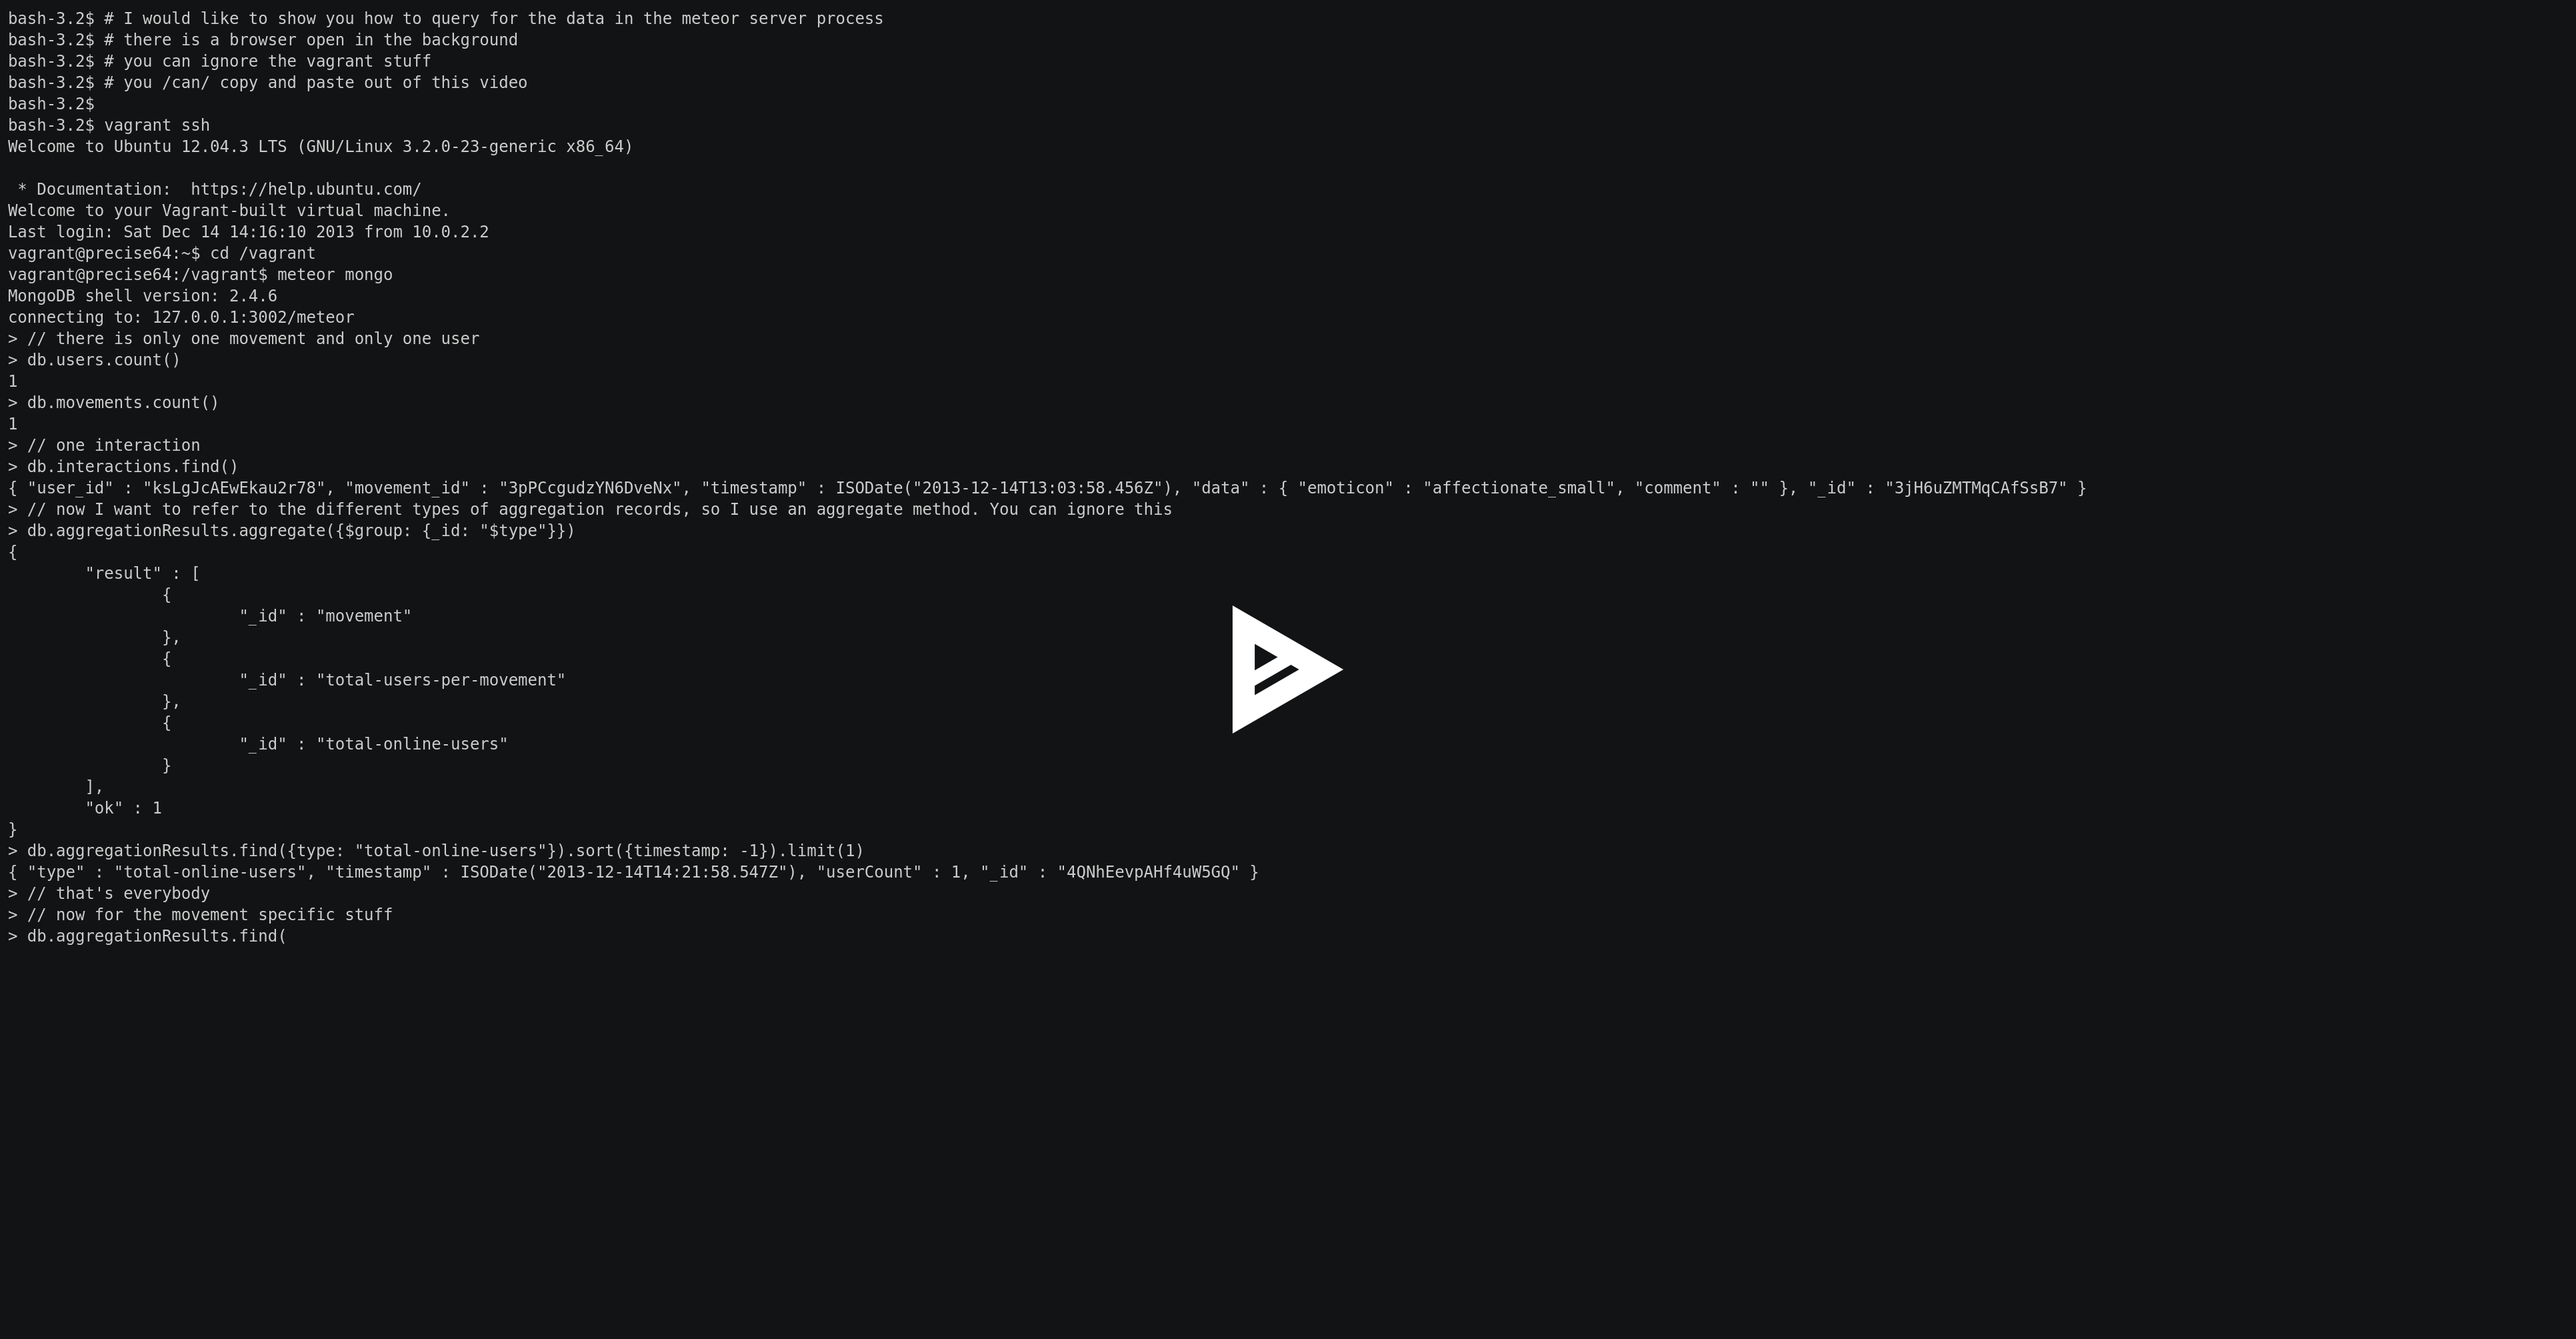 bash-3.2$ # I would like to show you how to query for the data in the meteor server process
bash-3.2$ # there is a browser open in the background
bash-3.2$ # you can ignore the vagrant stuff
bash-3.2$ # you /can/ copy and paste out of this video
bash-3.2$
bash-3.2$ vagrant ssh
Welcome to Ubuntu 12.04.3 LTS (GNU/Linux 3.2.0-23-generic x86_64)

 * Documentation:  https://help.ubuntu.com/
Welcome to your Vagrant-built virtual machine.
Last login: Sat Dec 14 14:16:10 2013 from 10.0.2.2
vagrant@precise64:~$ cd /vagrant
vagrant@precise64:/vagrant$ meteor mongo
MongoDB shell version: 2.4.6
connecting to: 127.0.0.1:3002/meteor
> // there is only one movement and only one user
> db.users.count()
1
> db.movements.count()
1
> // one interaction
> db.interactions.find()
{ "user_id" : "ksLgJcAEwEkau2r78", "movement_id" : "3pPCcgudzYN6DveNx", "timestamp" : ISODate("2013-12-14T13:03:58.456Z"), "data" : { "emoticon" : "affectionate_small", "comment" : "" }, "_id" : "3jH6uZMTMqCAfSsB7" }
> // now I want to refer to the different types of aggregation records, so I use an aggregate method. You can ignore this
> db.aggregationResults.aggregate({$group: {_id: "$type"}})
{
        "result" : [
                {
                        "_id" : "movement"
                },
                {
                        "_id" : "total-users-per-movement"
                },
                {
                        "_id" : "total-online-users"
                }
        ],
        "ok" : 1
}
> db.aggregationResults.find({type: "total-online-users"}).sort({timestamp: -1}).limit(1)
{ "type" : "total-online-users", "timestamp" : ISODate("2013-12-14T14:21:58.547Z"), "userCount" : 1, "_id" : "4QNhEevpAHf4uW5GQ" }
> // that's everybody
> // now for the movement specific stuff
> db.aggregationResults.find(